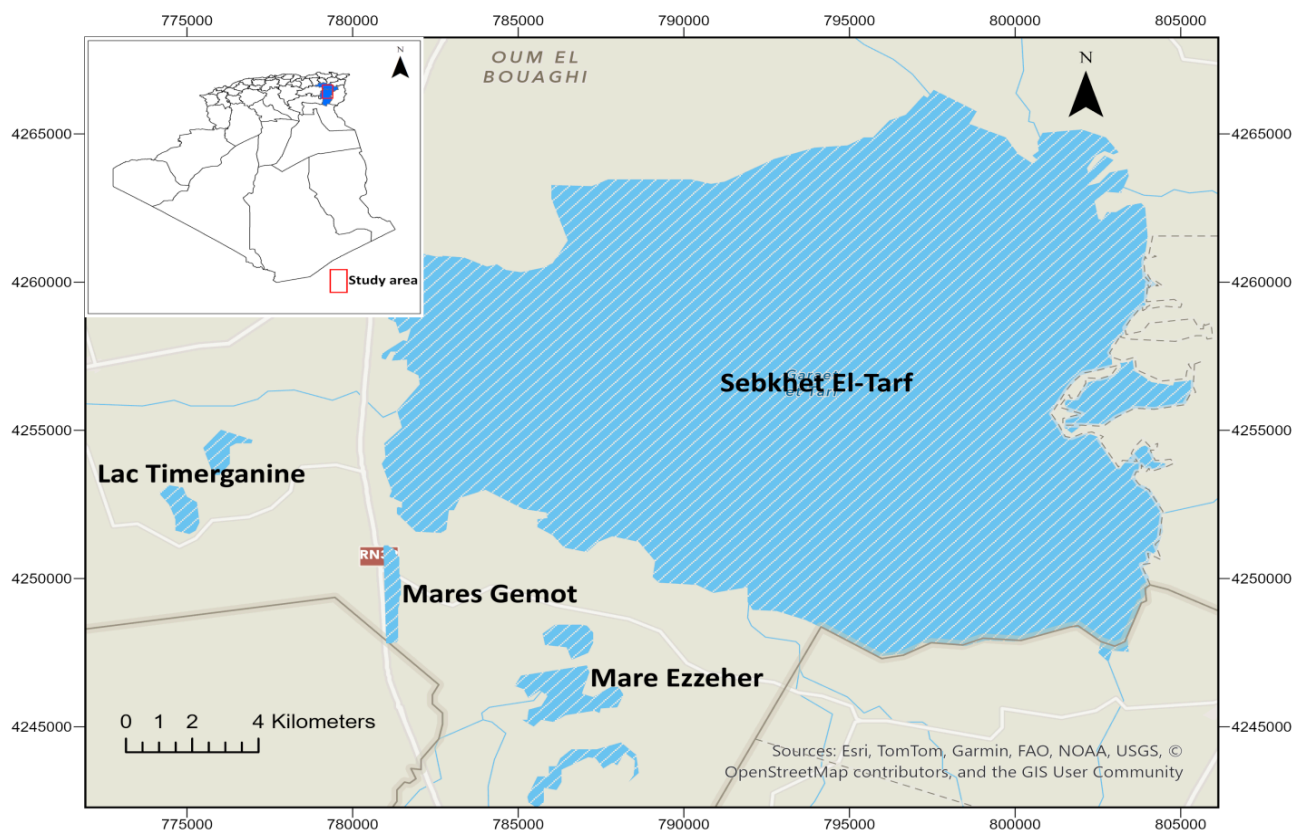 775000 780000 785000 790000 795000 800000 805000
N
Study area
OUM EL
BOUAGHI
N
4265000 4265000
4260000 4260000
4255000 4255000
4250000 4250000
4245000 4245000
Sebkhet El-Tarf
Garaet
el Tarf
Lac Timerganine
Mares Gemot
Mare Ezzeher
0 1 2 4 Kilometers
Sources: Esri, TomTom, Garmin, FAO, NOAA, USGS, ©
OpenStreetMap contributors, and the GIS User Community
775000 780000 785000 790000 795000 800000 805000